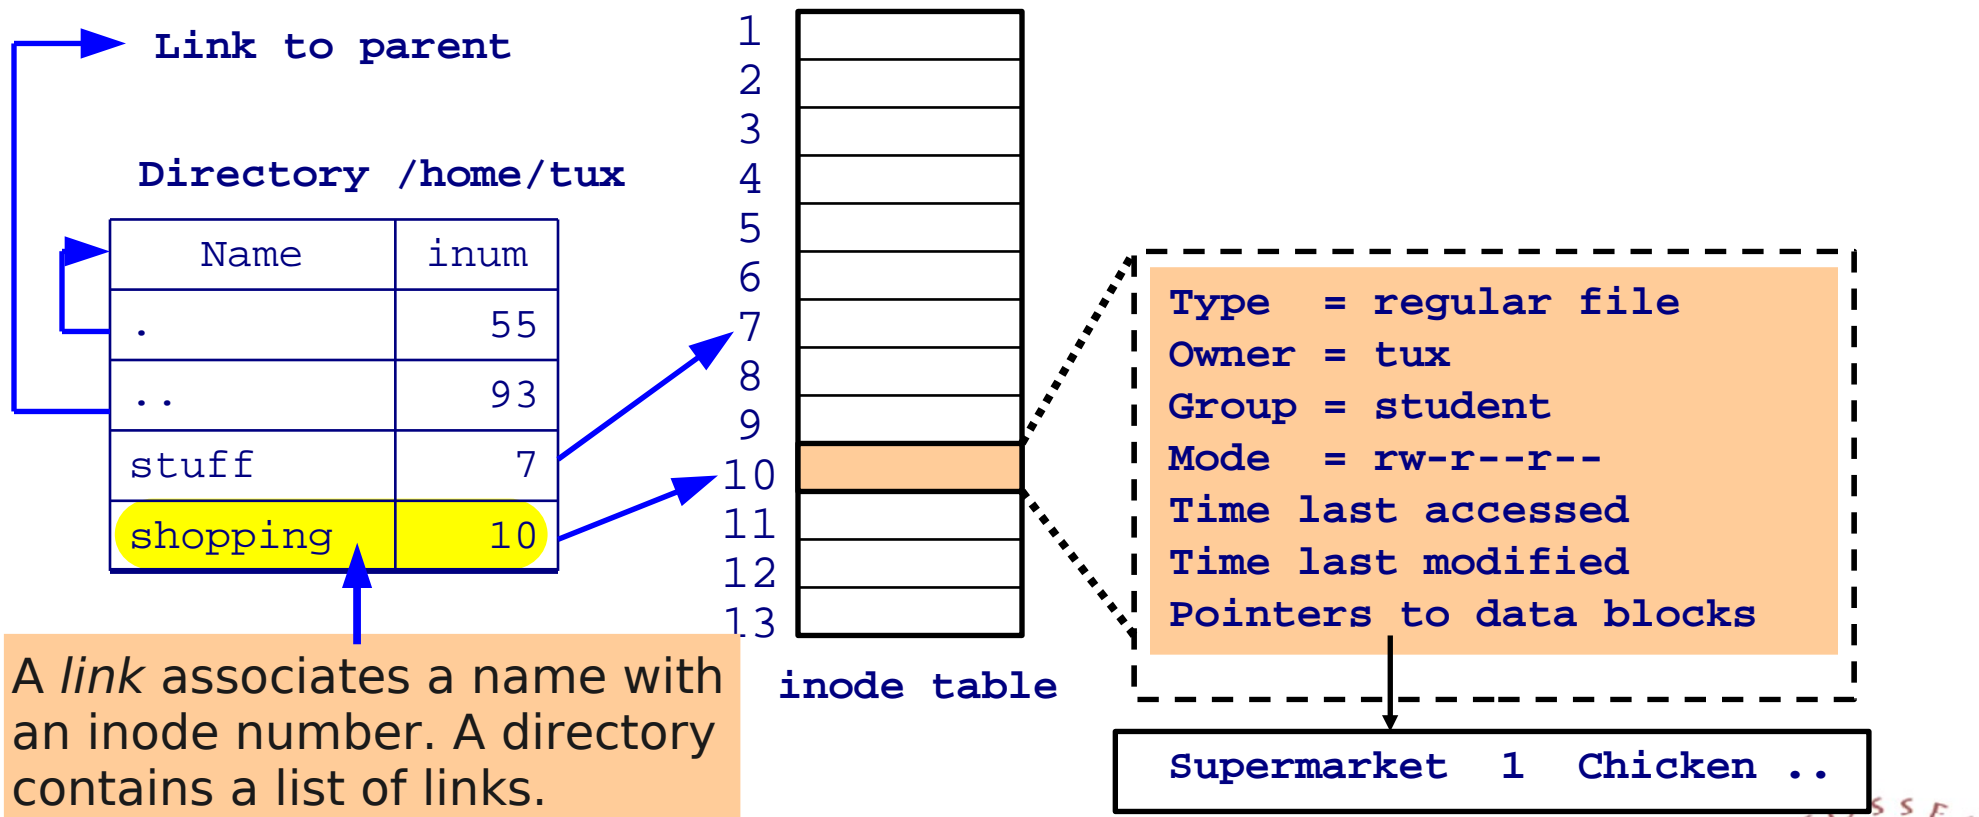 Link to parent
Directory /home/tux
Name inum
. 55
.. 93
stuff 7
shopping 10
A link associates a name with
an inode number. A directory
contains a list of links.
1
2
3
4
5
6
7
8
9
10
11
12
13
inode table
Type = regular file
Owner = tux
Group = student
Mode = rw-r--r--
Time last accessed
Time last modified
Pointers to data blocks
Supermarket 1 Chicken ..